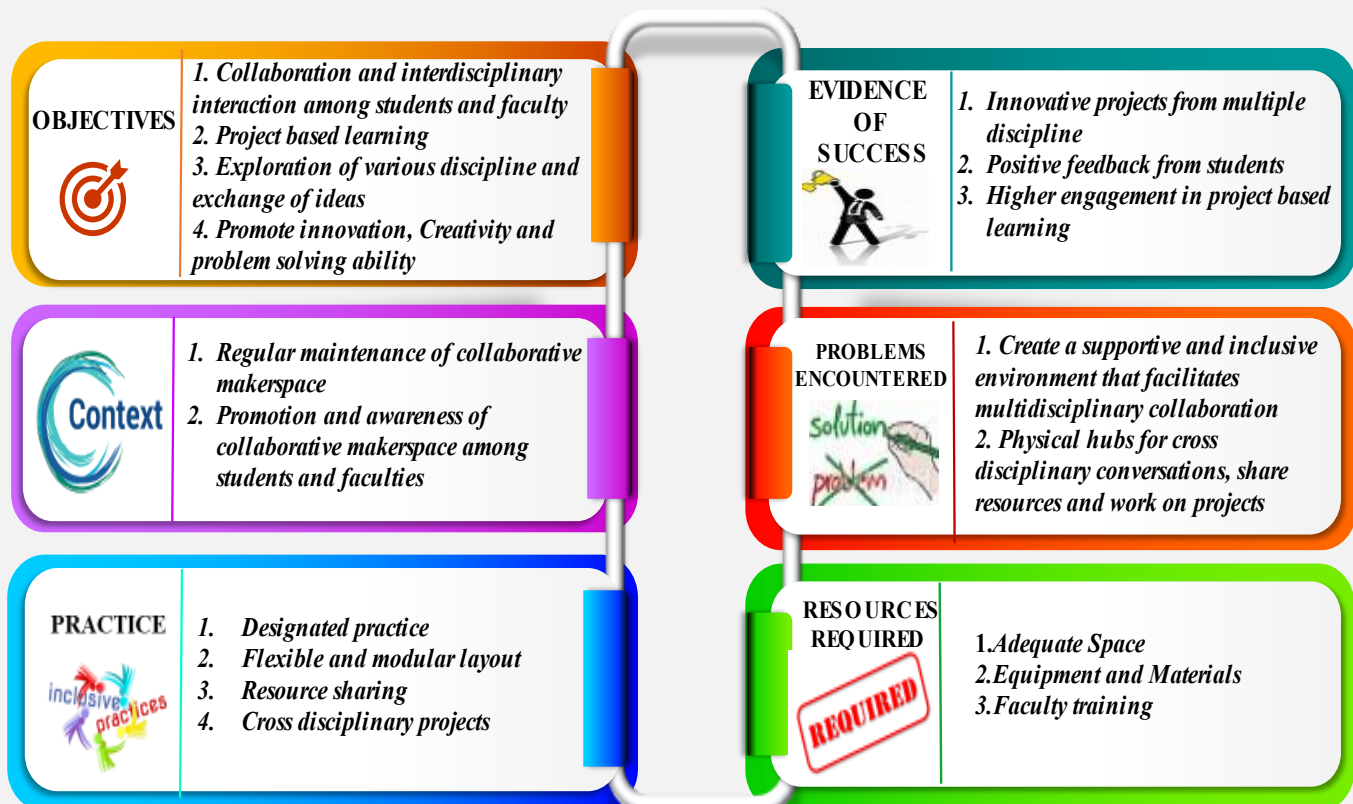 OBJECTIVES
1. Collaboration and interdisciplinary
interaction among students and faculty
2. Project based learning
3. Exploration of various discipline and
exchange of ideas
4. Promote innovation, Creativity and
problem solving ability
Context
1. Regular maintenance of collaborative
makerspace
2. Promotion and awareness of
collaborative makerspace among
students and faculties
PRACTICE
inclusive
practices
1. Designated practice
2. Flexible and modular layout
3. Resource sharing
4. Cross disciplinary projects
EVIDENCE
OF
SUCCESS
1. Innovative projects from multiple
discipline
2. Positive feedback from students
3. Higher engagement in project based
learning
PROBLEMS
ENCOUNTERED
solution
problem
1. Create a supportive and inclusive
environment that facilitates
multidisciplinary collaboration
2. Physical hubs for cross
disciplinary conversations, share
resources and work on projects
RESOURCES
REQUIRED
REQUIRED
1.Adequate Space
2.Equipment and Materials
3.Faculty training